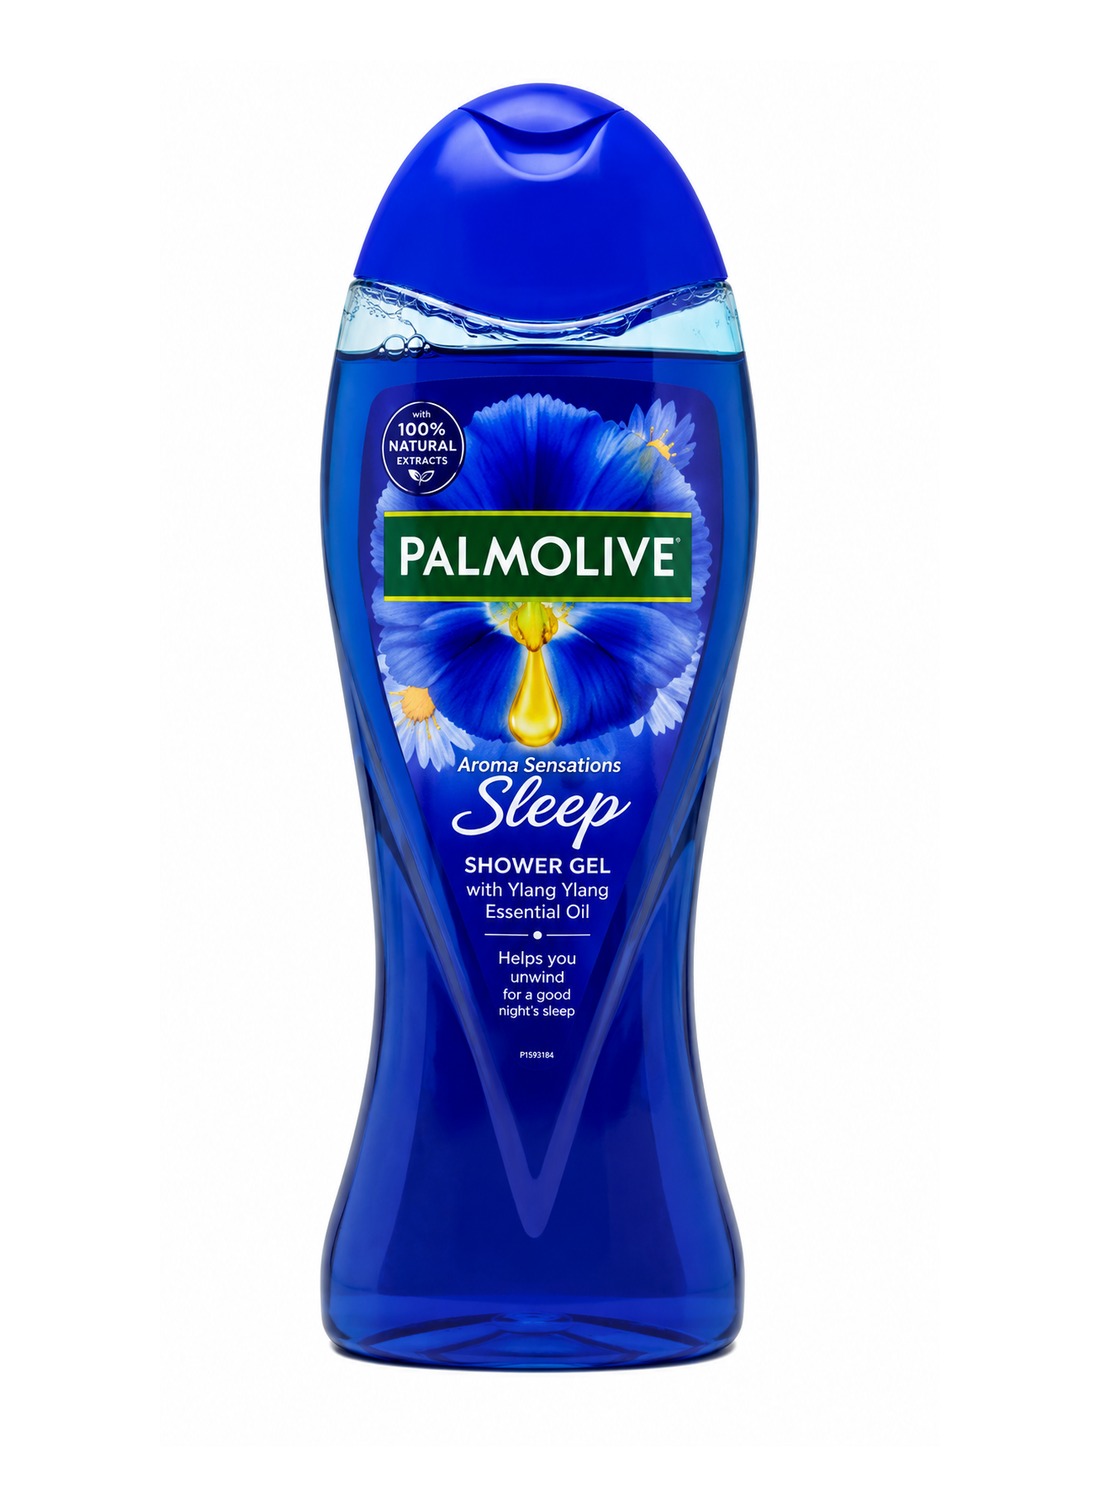 with
100%
NATURAL
EXTRACTS
PALMOLIVE®
Aroma Sensations
Sleep
SHOWER GEL
with Ylang Ylang
Essential Oil
Helps you
unwind
for a good
night's sleep
P1593184